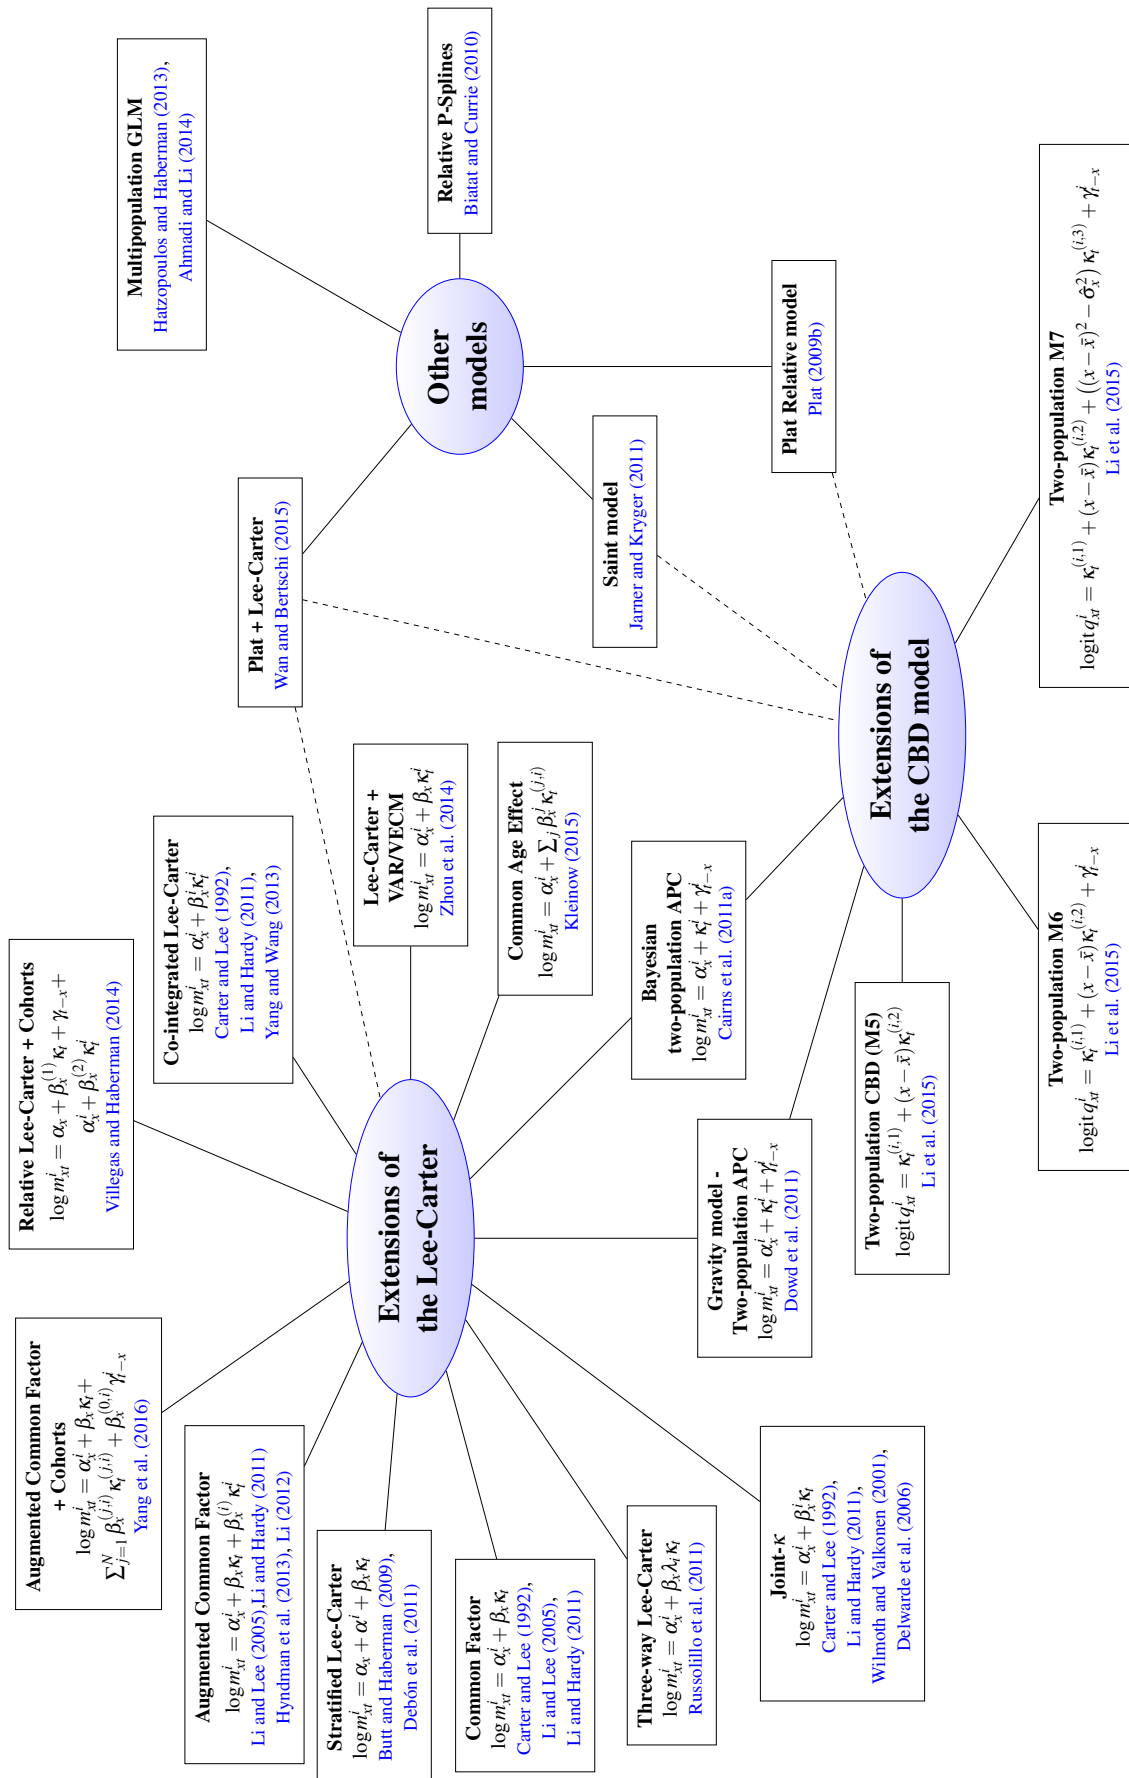 Augmented Common Factor
+ Cohorts
log m^i_{xt} = α^i_x + β_x κ_t +
∑^N_{j=1} β_x^{(j,i)} κ_t^{(j,i)} + β_x^{(0,i)} γ^i_{t−x}
Yang et al. (2016)
Relative Lee-Carter + Cohorts
log m^i_{xt} = α_x + β_x^{(1)} κ_t + γ_{t−x} +
α^i_x + β_x^{(2)} κ^i_t
Villegas and Haberman (2014)
Co-integrated Lee-Carter
log m^i_{xt} = α^i_x + β^i_x κ^i_t
Carter and Lee (1992),
Li and Hardy (2011),
Yang and Wang (2013)
Lee-Carter +
VAR/VECM
log m^i_{xt} = α^i_x + β_x κ^i_t
Zhou et al. (2014)
Common Age Effect
log m^i_{xt} = α^i_x + ∑_j β^j_x κ_t^{(j,i)}
Kleinow (2015)
Bayesian
two-population APC
log m^i_{xt} = α^i_x + κ^i_t + γ^i_{t−x}
Cairns et al. (2011a)
Gravity model -
Two-population APC
log m^i_{xt} = α^i_x + κ^i_t + γ^i_{t−x}
Dowd et al. (2011)
Extensions of
the Lee-Carter
Augmented Common Factor
log m^i_{xt} = α^i_x + β_x κ_t + β_x^{(i)} κ^i_t
Li and Lee (2005),Li and Hardy (2011)
Hyndman et al. (2013), Li (2012)
Stratified Lee-Carter
log m^i_{xt} = α_x + α^i + β_x κ_t
Butt and Haberman (2009),
Debón et al. (2011)
Common Factor
log m^i_{xt} = α^i_x + β_x κ_t
Carter and Lee (1992),
Li and Lee (2005),
Li and Hardy (2011)
Three-way Lee-Carter
log m^i_{xt} = α^i_x + β_x λ_i κ_t
Russolillo et al. (2011)
Joint-κ
log m^i_{xt} = α^i_x + β^i_x κ_t
Carter and Lee (1992),
Li and Hardy (2011),
Wilmoth and Valkonen (2001),
Delwarde et al. (2006)
Multipopulation GLM
Hatzopoulos and Haberman (2013),
Ahmadi and Li (2014)
Plat + Lee-Carter
Wan and Bertschi (2015)
Other
models
Relative P-Splines
Biatat and Currie (2010)
Saint model
Jarner and Kryger (2011)
Plat Relative model
Plat (2009b)
Extensions of
the CBD model
Two-population CBD (M5)
logit q^i_{xt} = κ_t^{(i,1)} + (x − x̄)κ_t^{(i,2)}
Li et al. (2015)
Two-population M6
logit q^i_{xt} = κ_t^{(i,1)} + (x − x̄)κ_t^{(i,2)} + γ^i_{t−x}
Li et al. (2015)
Two-population M7
logit q^i_{xt} = κ_t^{(i,1)} + (x − x̄)κ_t^{(i,2)} + ((x − x̄)² − σ̂²_x) κ_t^{(i,3)} + γ^i_{t−x}
Li et al. (2015)